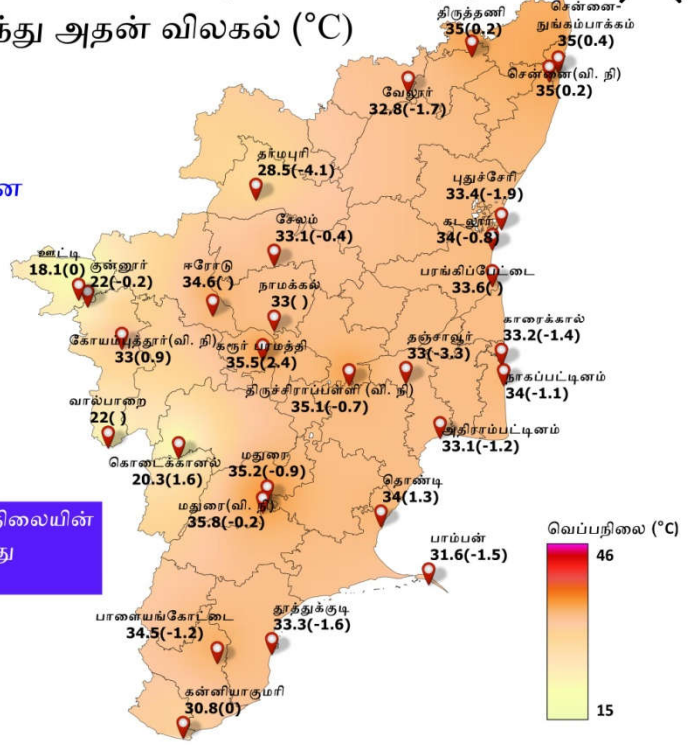 ந்து அதன் விலகல் (°C)
திருத்தணி
35(0.2)
சென்னை-
நுங்கம்பாக்கம்
35(0.4)
சென்னை(வி. நி)
35(0.2)
வேலூர்
32.8(-1.7)
தர்மபுரி
28.5(-4.1)
புதுச்சேரி
33.4(-1.9)
சேலம்
33.1(-0.4)
கடலூர்
34(-0.8)
ஊட்டி
18.1(0)
குன்னூர்
22(-0.2)
ஈரோடு
34.6( )
நாமக்கல்
33( )
பரங்கிப்பேட்டை
33.6( )
காரைக்கால்
33.2(-1.4)
கோயம்புத்தூர்(வி. நி)
33(0.9)
கரூர் பரமத்தி
35.5(2.4)
தஞ்சாவூர்
33(-3.3)
திருச்சிராப்பள்ளி (வி. நி)
35.1(-0.7)
நாகப்பட்டினம்
34(-1.1)
வால்பாறை
22( )
அதிராம்பட்டினம்
33.1(-1.2)
கொடைக்கானல்
20.3(1.6)
மதுரை
35.2(-0.9)
மதுரை(வி. நி)
35.8(-0.2)
தொண்டி
34(1.3)
நிலையின்
து
பாம்பன்
31.6(-1.5)
வெப்பநிலை (°C)
46
15
பாளையங்கோட்டை
34.5(-1.2)
தூத்துக்குடி
33.3(-1.6)
கன்னியாகுமரி
30.8(0)